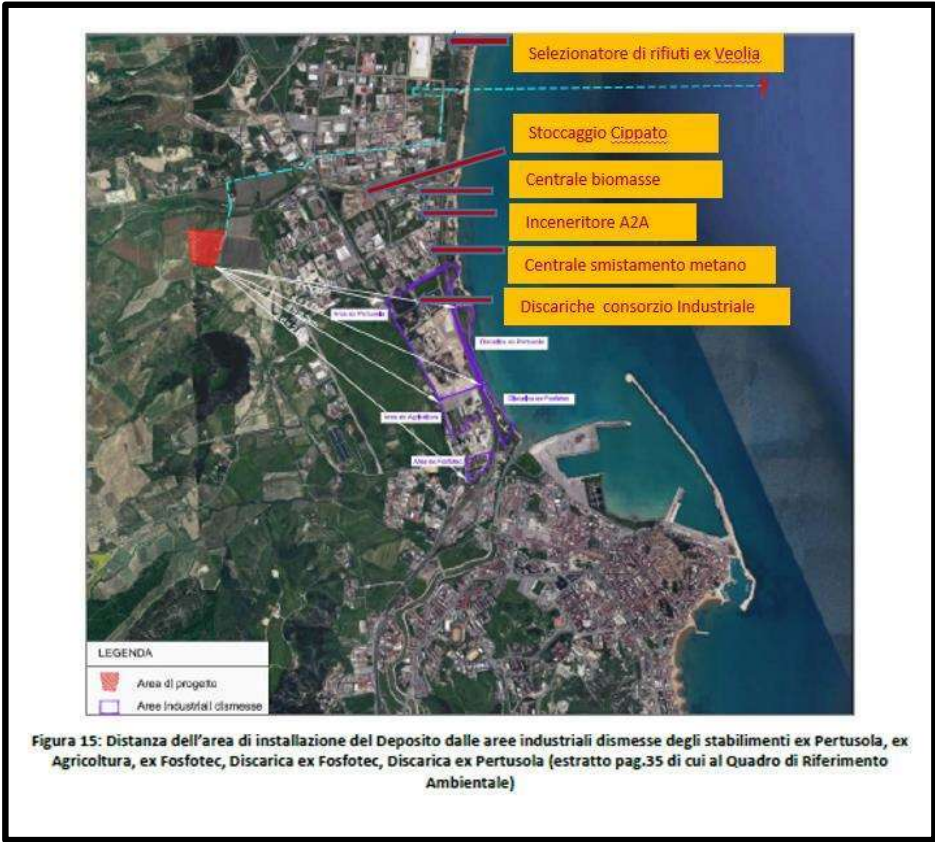 Selezionatore di rifiuti ex Veolia
Stoccaggio Cippato
Centrale biomasse
Inceneritore A2A
Centrale smistamento metano
Discariche consorzio Industriale
Area ex Pertusola
Discarica ex Pertusola
Discarica ex Fosfotec
Area ex Agricoltura
Area ex Fosfotec
LEGENDA
Area di progetto
Aree industriali dismesse
Figura 15: Distanza dell'area di installazione del Deposito dalle aree industriali dismesse degli stabilimenti ex Pertusola, ex
Agricoltura, ex Fosfotec, Discarica ex Fosfotec, Discarica ex Pertusola (estratto pag.35 di cui al Quadro di Riferimento
Ambientale)